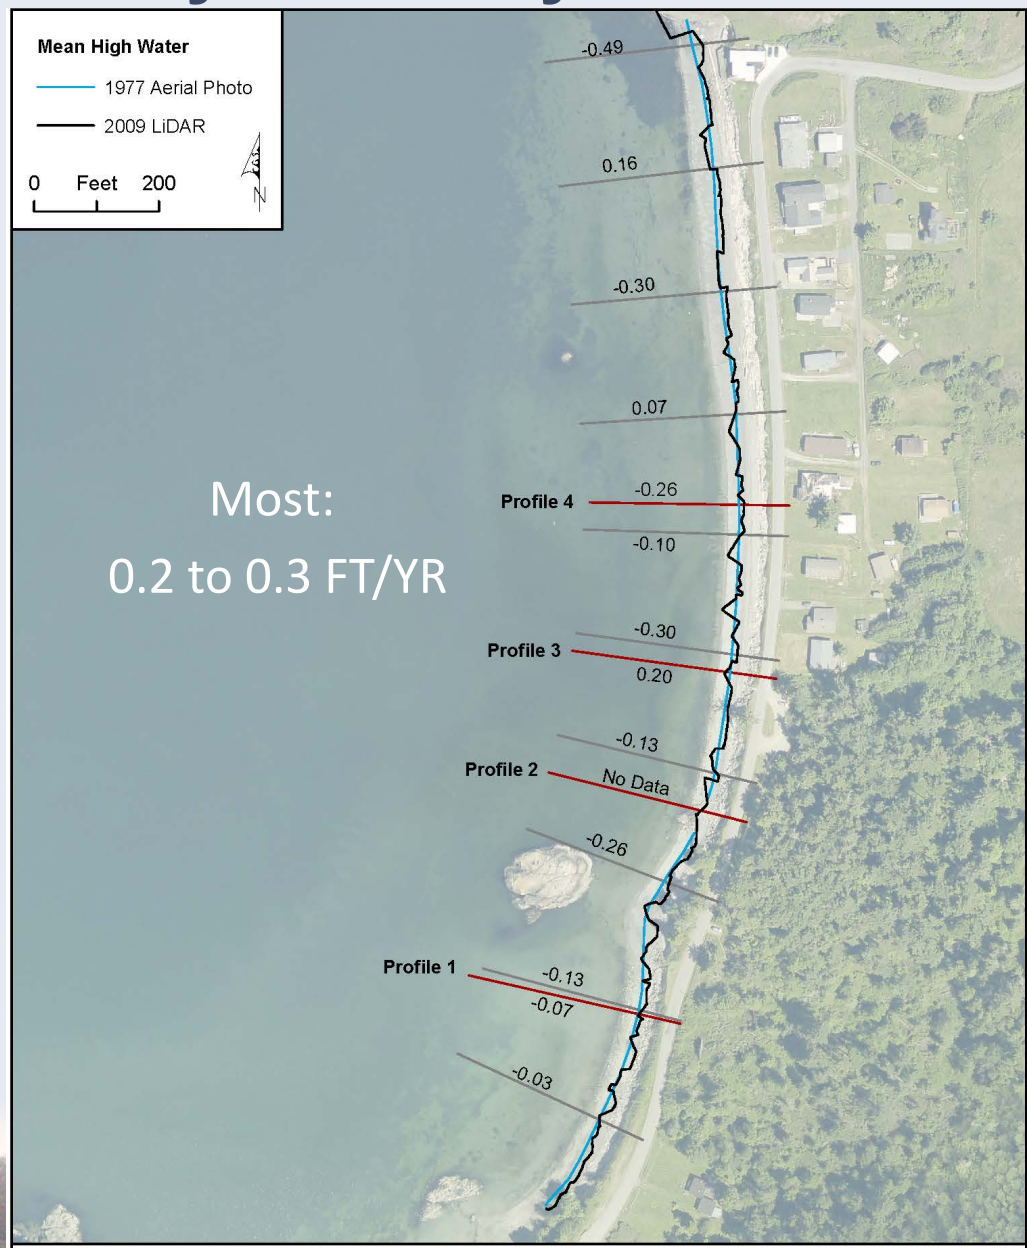 Mean High Water
1977 Aerial Photo
2009 LiDAR
0 Feet 200
N
-0.49
0.16
-0.30
0.07
Most:
0.2 to 0.3 FT/YR
Profile 4
-0.26
-0.10
-0.30
Profile 3
0.20
-0.13
Profile 2
No Data
-0.26
Profile 1
-0.13
-0.07
-0.03